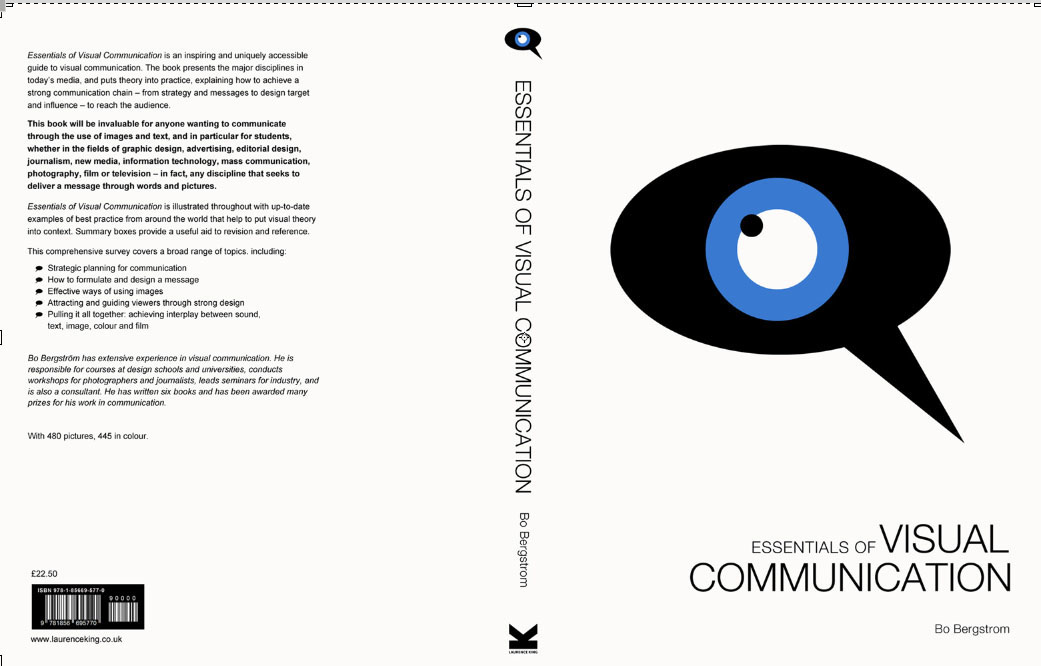 Essentials of Visual Communication is an inspiring and uniquely accessible
guide to visual communication. The book presents the major disciplines in
today's media, and puts theory into practice, explaining how to achieve a
strong communication chain – from strategy and messages to design target
and influence – to reach the audience.
This book will be invaluable for anyone wanting to communicate
through the use of images and text, and in particular for students,
whether in the fields of graphic design, advertising, editorial design,
journalism, new media, information technology, mass communication,
photography, film or television – in fact, any discipline that seeks to
deliver a message through words and pictures.
Essentials of Visual Communication is illustrated throughout with up-to-date
examples of best practice from around the world that help to put visual theory
into context. Summary boxes provide a useful aid to revision and reference.
This comprehensive survey covers a broad range of topics. including:
Strategic planning for communication
How to formulate and design a message
Effective ways of using images
Attracting and guiding viewers through strong design
Pulling it all together: achieving interplay between sound,
text, image, colour and film
Bo Bergström has extensive experience in visual communication. He is
responsible for courses at design schools and universities, conducts
workshops for photographers and journalists, leads seminars for industry, and
is also a consultant. He has written six books and has been awarded many
prizes for his work in communication.
With 480 pictures, 445 in colour.
£22.50
ISBN 978-1-85669-577-0
90000
9 781856 695770
www.laurenceking.co.uk
ESSENTIALS OF VISUAL COMMUNICATION
Bo Bergstrom
LAURENCE KING
ESSENTIALS OF VISUAL
COMMUNICATION
Bo Bergstrom